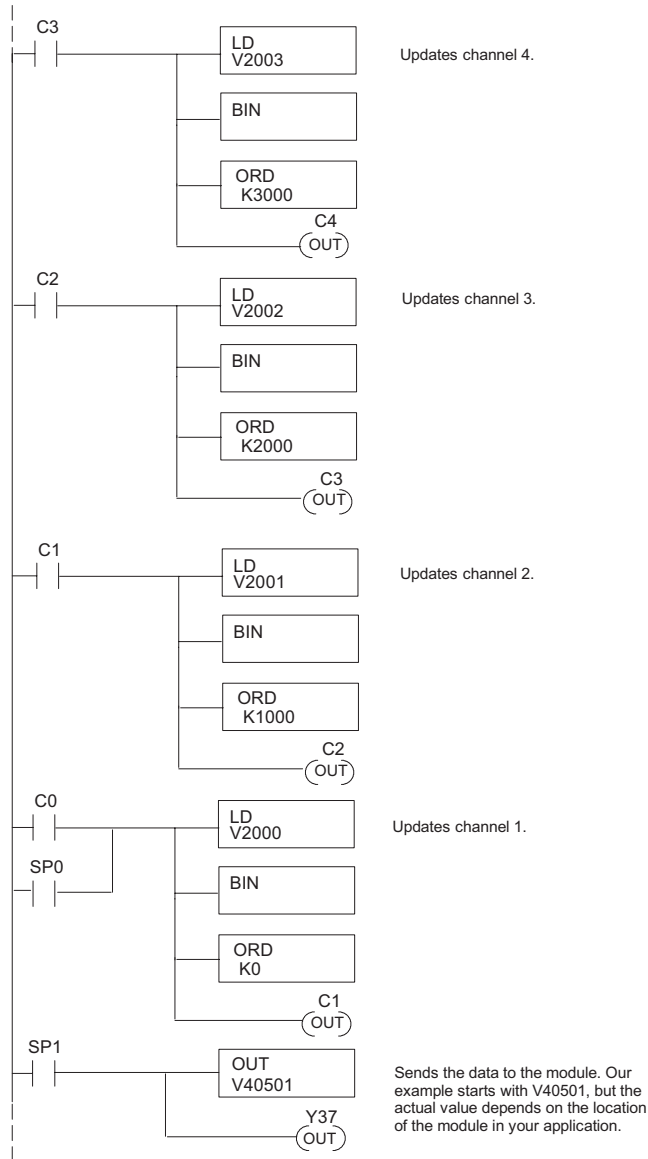 C3
LD
V2003
Updates channel 4.
BIN
ORD
K3000
C4
OUT
C2
LD
V2002
Updates channel 3.
BIN
ORD
K2000
C3
OUT
C1
LD
V2001
Updates channel 2.
BIN
ORD
K1000
C2
OUT
C0
LD
V2000
Updates channel 1.
SP0
BIN
ORD
K0
C1
OUT
SP1
OUT
V40501
Sends the data to the module. Our
example starts with V40501, but the
actual value depends on the location
of the module in your application.
Y37
OUT